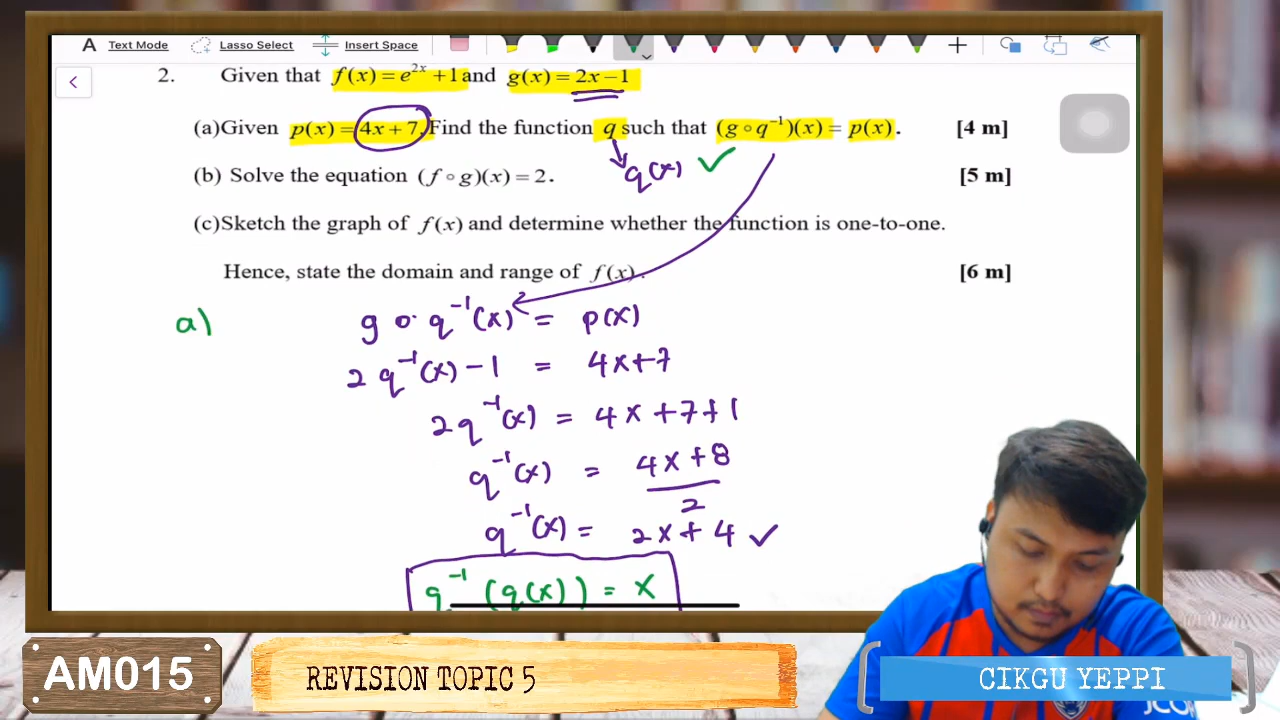 A Text Mode Lasso Select Insert Space
2. Given that f(x) = e^{2x} + 1 and g(x) = 2x − 1
(a)Given p(x) = 4x + 7, Find the function q such that (g ∘ q⁻¹)(x) = p(x). [4 m]
q(x) ✓
(b) Solve the equation (f ∘ g)(x) = 2. [5 m]
(c)Sketch the graph of f(x) and determine whether the function is one-to-one.
Hence, state the domain and range of f(x). [6 m]
a) g ∘ q⁻¹(x) = p(x)
2 q⁻¹(x) − 1 = 4x + 7
2q⁻¹(x) = 4x + 7 + 1
q⁻¹(x) = 4x + 8 / 2
q⁻¹(x) = 2x + 4 ✓
q⁻¹ (q(x)) = x
AM015
REVISION TOPIC 5
CIKGU YEPPI